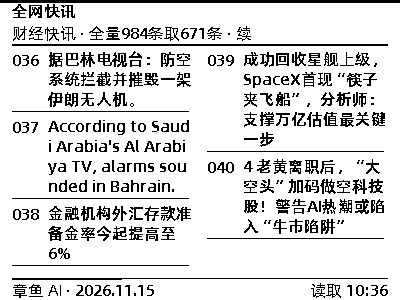 全网快讯
财经快讯 · 全量984条取671条 · 续
036 据巴林电视台：防空
系统拦截并摧毁一架
伊朗无人机。
037 According to Saud
i Arabia's Al Arabi
ya TV, alarms sou
nded in Bahrain.
038 金融机构外汇存款准
备金率今起提高至
6%
039 成功回收星舰上级，
SpaceX首现“筷子
夹飞船”，分析师：
支撑万亿估值最关键
一步
040 4 老黄离职后，“大
空头”加码做空科技
股！警告AI热潮或陷
入“牛市陷阱”
章鱼 AI · 2026.11.15
读取 10:36